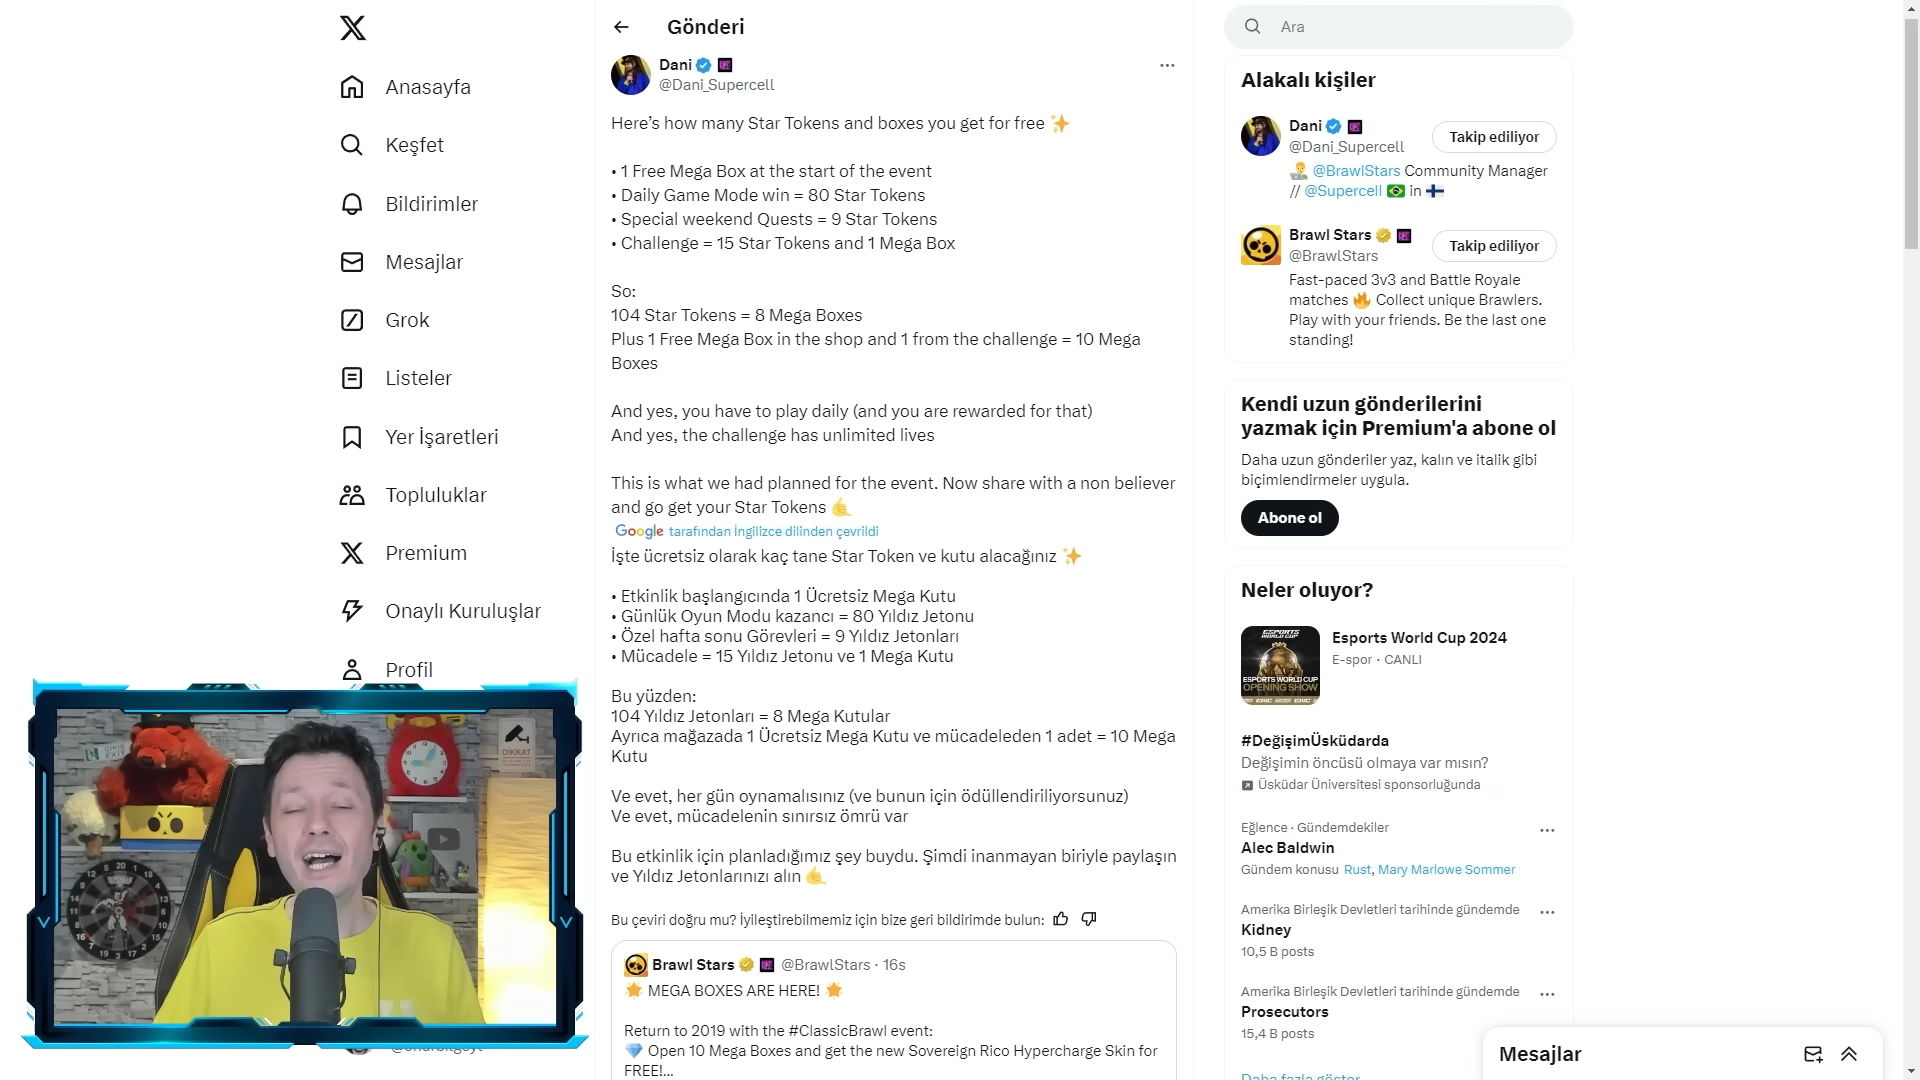 Anasayfa
Keşfet
Bildirimler
Mesajlar
Grok
Listeler
Yer İşaretleri
Topluluklar
Premium
Onaylı Kuruluşlar
Profil
DİKKAT
Gönderi
Dani
@Dani_Supercell
Here’s how many Star Tokens and boxes you get for free ✨
• 1 Free Mega Box at the start of the event
• Daily Game Mode win = 80 Star Tokens
• Special weekend Quests = 9 Star Tokens
• Challenge = 15 Star Tokens and 1 Mega Box
So:
104 Star Tokens = 8 Mega Boxes
Plus 1 Free Mega Box in the shop and 1 from the challenge = 10 Mega
Boxes
And yes, you have to play daily (and you are rewarded for that)
And yes, the challenge has unlimited lives
This is what we had planned for the event. Now share with a non believer
and go get your Star Tokens 🤙
Google tarafından İngilizce dilinden çevrildi
İşte ücretsiz olarak kaç tane Star Token ve kutu alacağınız ✨
• Etkinlik başlangıcında 1 Ücretsiz Mega Kutu
• Günlük Oyun Modu kazancı = 80 Yıldız Jetonu
• Özel hafta sonu Görevleri = 9 Yıldız Jetonları
• Mücadele = 15 Yıldız Jetonu ve 1 Mega Kutu
Bu yüzden:
104 Yıldız Jetonları = 8 Mega Kutular
Ayrıca mağazada 1 Ücretsiz Mega Kutu ve mücadeleden 1 adet = 10 Mega
Kutu
Ve evet, her gün oynamalısınız (ve bunun için ödüllendiriliyorsunuz)
Ve evet, mücadelenin sınırsız ömrü var
Bu etkinlik için planladığımız şey buydu. Şimdi inanmayan biriyle paylaşın
ve Yıldız Jetonlarınızı alın 🤙
Bu çeviri doğru mu? İyileştirebilmemiz için bize geri bildirimde bulun:
Brawl Stars @BrawlStars · 16s
🌟 MEGA BOXES ARE HERE! 🌟
Return to 2019 with the #ClassicBrawl event:
💎 Open 10 Mega Boxes and get the new Sovereign Rico Hypercharge Skin for
FREE!...
Ara
Alakalı kişiler
Dani
@Dani_Supercell
Takip ediliyor
@BrawlStars Community Manager
// @Supercell 🇧🇷 in 🇫🇮
Brawl Stars
@BrawlStars
Takip ediliyor
Fast-paced 3v3 and Battle Royale
matches 🔥 Collect unique Brawlers.
Play with your friends. Be the last one
standing!
Kendi uzun gönderilerini
yazmak için Premium'a abone ol
Daha uzun gönderiler yaz, kalın ve italik gibi
biçimlendirmeler uygula.
Abone ol
Neler oluyor?
ESPORTS
WORLD CUP
ESPORTS WORLD CUP
OPENING SHOW
Esports World Cup 2024
E-spor · CANLI
#DeğişimÜsküdarda
Değişimin öncüsü olmaya var mısın?
Üsküdar Üniversitesi sponsorluğunda
Eğlence · Gündemdekiler
Alec Baldwin
Gündem konusu Rust, Mary Marlowe Sommer
Amerika Birleşik Devletleri tarihinde gündemde
Kidney
10,5 B posts
Amerika Birleşik Devletleri tarihinde gündemde
Prosecutors
15,4 B posts
Mesajlar